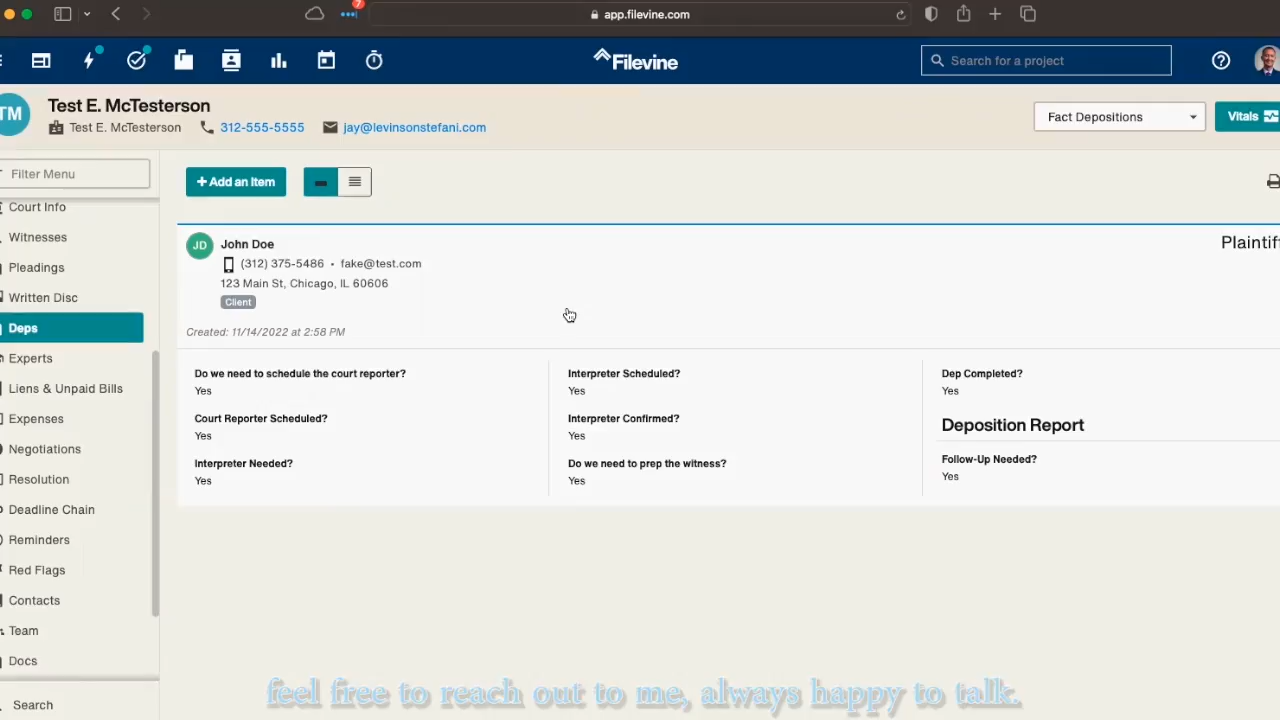 7
app.filevine.com
Filevine
Search for a project
TM
Test E. McTesterson
Test E. McTesterson
312-555-5555
jay@levinsonstefani.com
Fact Depositions
Vitals
Filter Menu
+ Add an Item
Court Info
Witnesses
Pleadings
Written Disc
Deps
Experts
Liens & Unpaid Bills
Expenses
Negotiations
Resolution
Deadline Chain
Reminders
Red Flags
Contacts
Team
Docs
Search
JD
John Doe
Plaintiff
(312) 375-5486 • fake@test.com
123 Main St, Chicago, IL 60606
Client
Created: 11/14/2022 at 2:58 PM
Do we need to schedule the court reporter?
Yes
Court Reporter Scheduled?
Yes
Interpreter Needed?
Yes
Interpreter Scheduled?
Yes
Interpreter Confirmed?
Yes
Do we need to prep the witness?
Yes
Dep Completed?
Yes
Deposition Report
Follow-Up Needed?
Yes
feel free to reach out to me, always happy to talk.